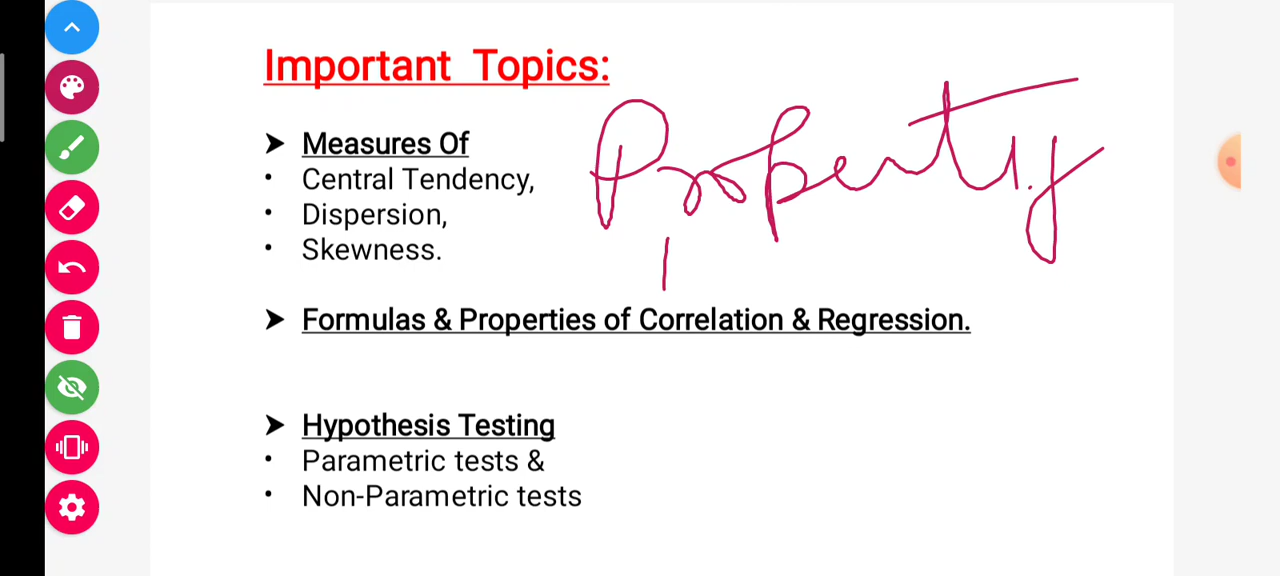 Important Topics:
Property
➤ Measures Of
• Central Tendency,
• Dispersion,
• Skewness.
➤ Formulas & Properties of Correlation & Regression.
➤ Hypothesis Testing
• Parametric tests &
• Non-Parametric tests